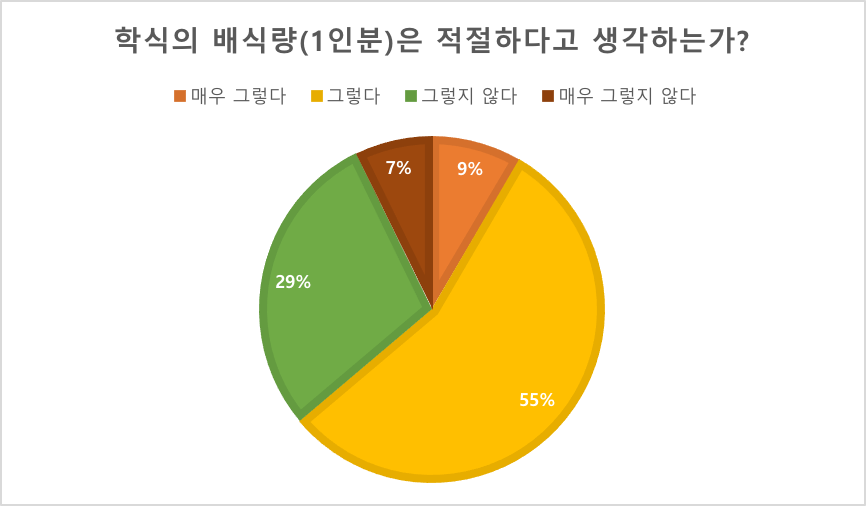 학식의 배식량(1인분)은 적절하다고 생각하는가?
매우 그렇다 그렇다 그렇지 않다 매우 그렇지 않다
7% 9%
29%
55%